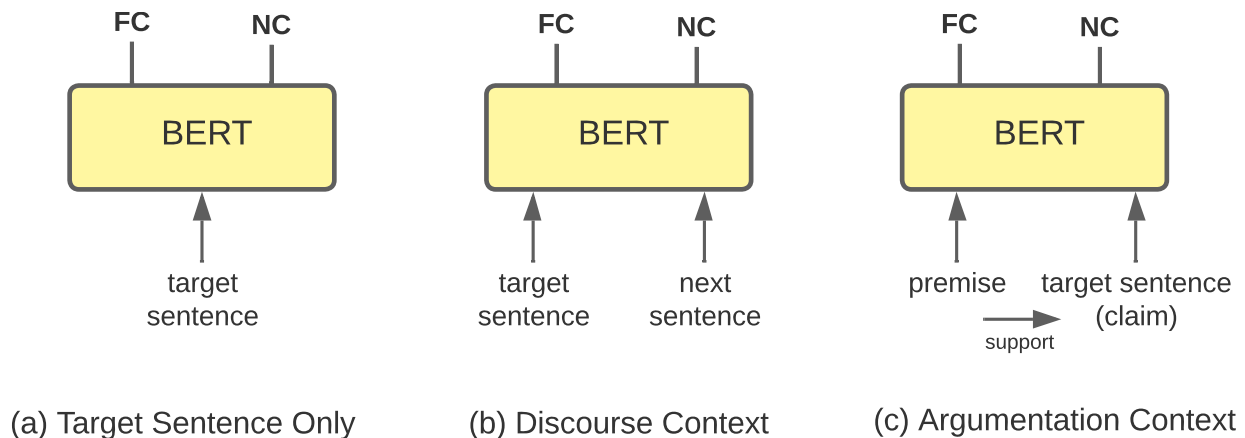 FC NC
BERT
target
sentence
(a) Target Sentence Only
FC NC
BERT
target next
sentence sentence
(b) Discourse Context
FC NC
BERT
premise target sentence
(claim)
support
(c) Argumentation Context